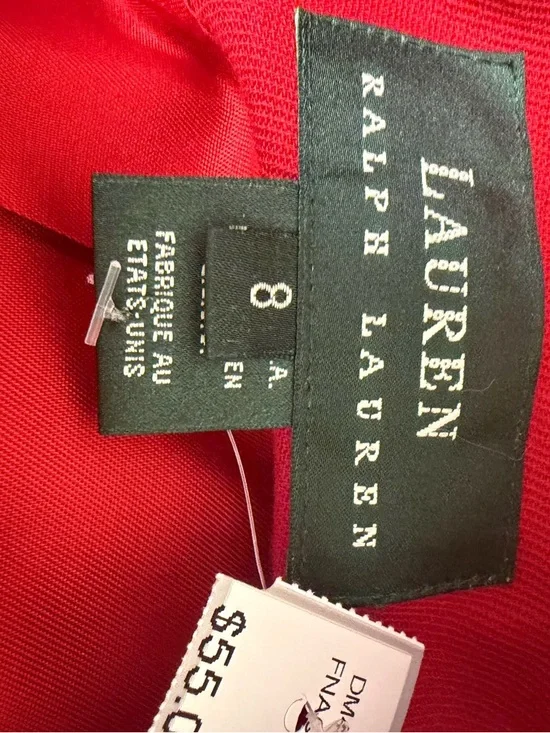 LAUREN
RALPH LAUREN
8
.A.
EN
FABRIQUE AU
ETATS-UNIS
$55.0
DM
FNA